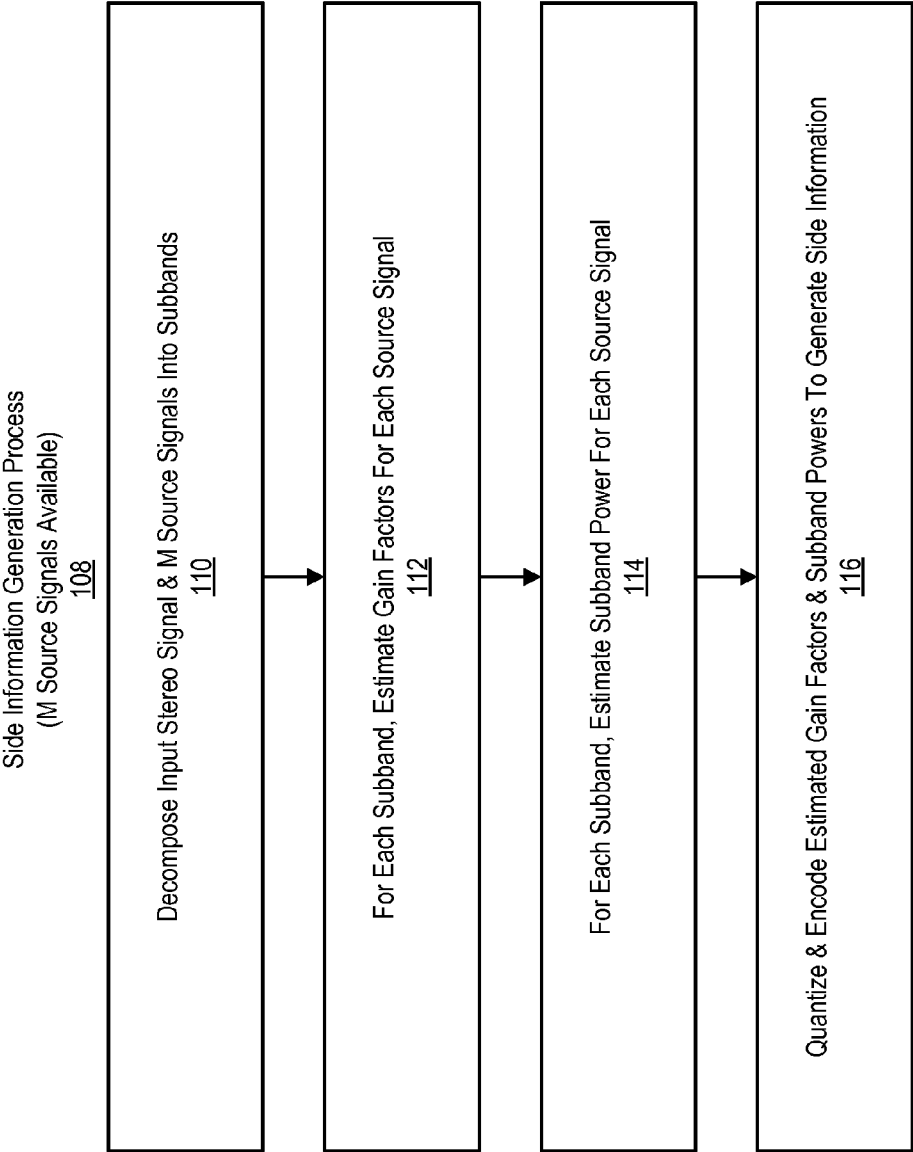 Side Information Generation Process
(M Source Signals Available)
108
Decompose Input Stereo Signal & M Source Signals Into Subbands
110
For Each Subband, Estimate Gain Factors For Each Source Signal
112
For Each Subband, Estimate Subband Power For Each Source Signal
114
Quantize & Encode Estimated Gain Factors & Subband Powers To Generate Side Information
116